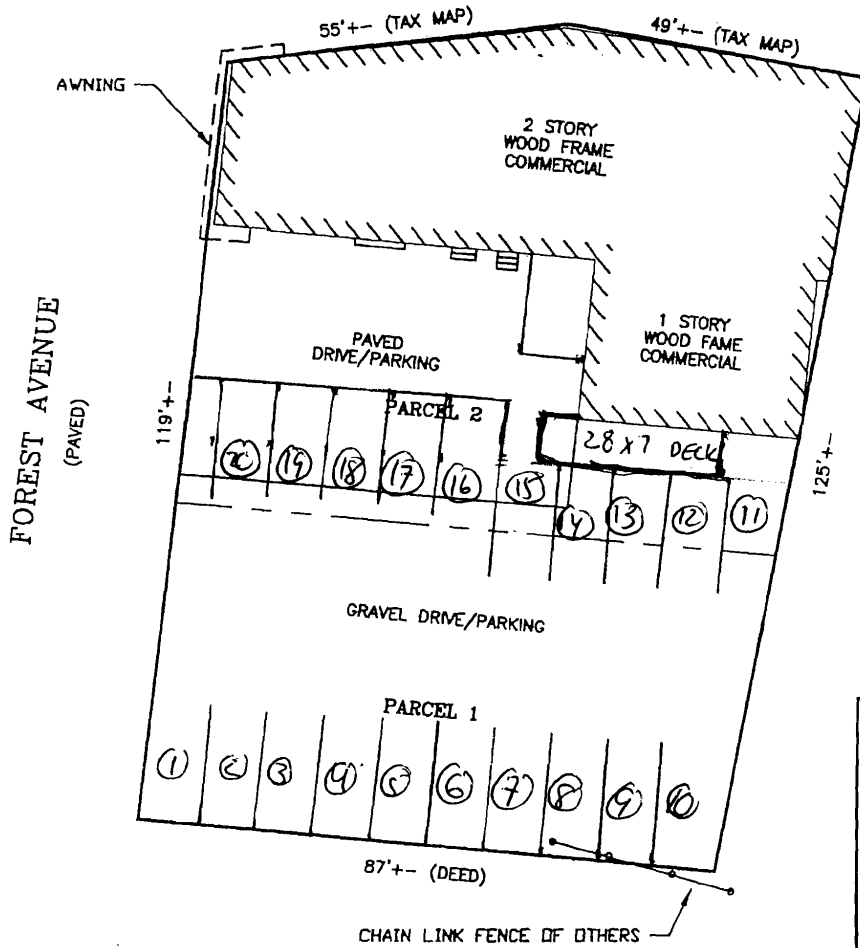 55'+- (TAX MAP)
49'+- (TAX MAP)
AWNING
2 STORY
WOOD FRAME
COMMERCIAL
1 STORY
WOOD FAME
COMMERCIAL
PAVED
DRIVE/PARKING
FOREST AVENUE
(PAVED)
119'+-
PARCEL 2
28 x 7 DECK
125'+-
20 19 18 17 16 15 14 13 12 11
GRAVEL DRIVE/PARKING
PARCEL 1
1 2 3 4 5 6 7 8 9 10
87'+- (DEED)
CHAIN LINK FENCE OF OTHERS